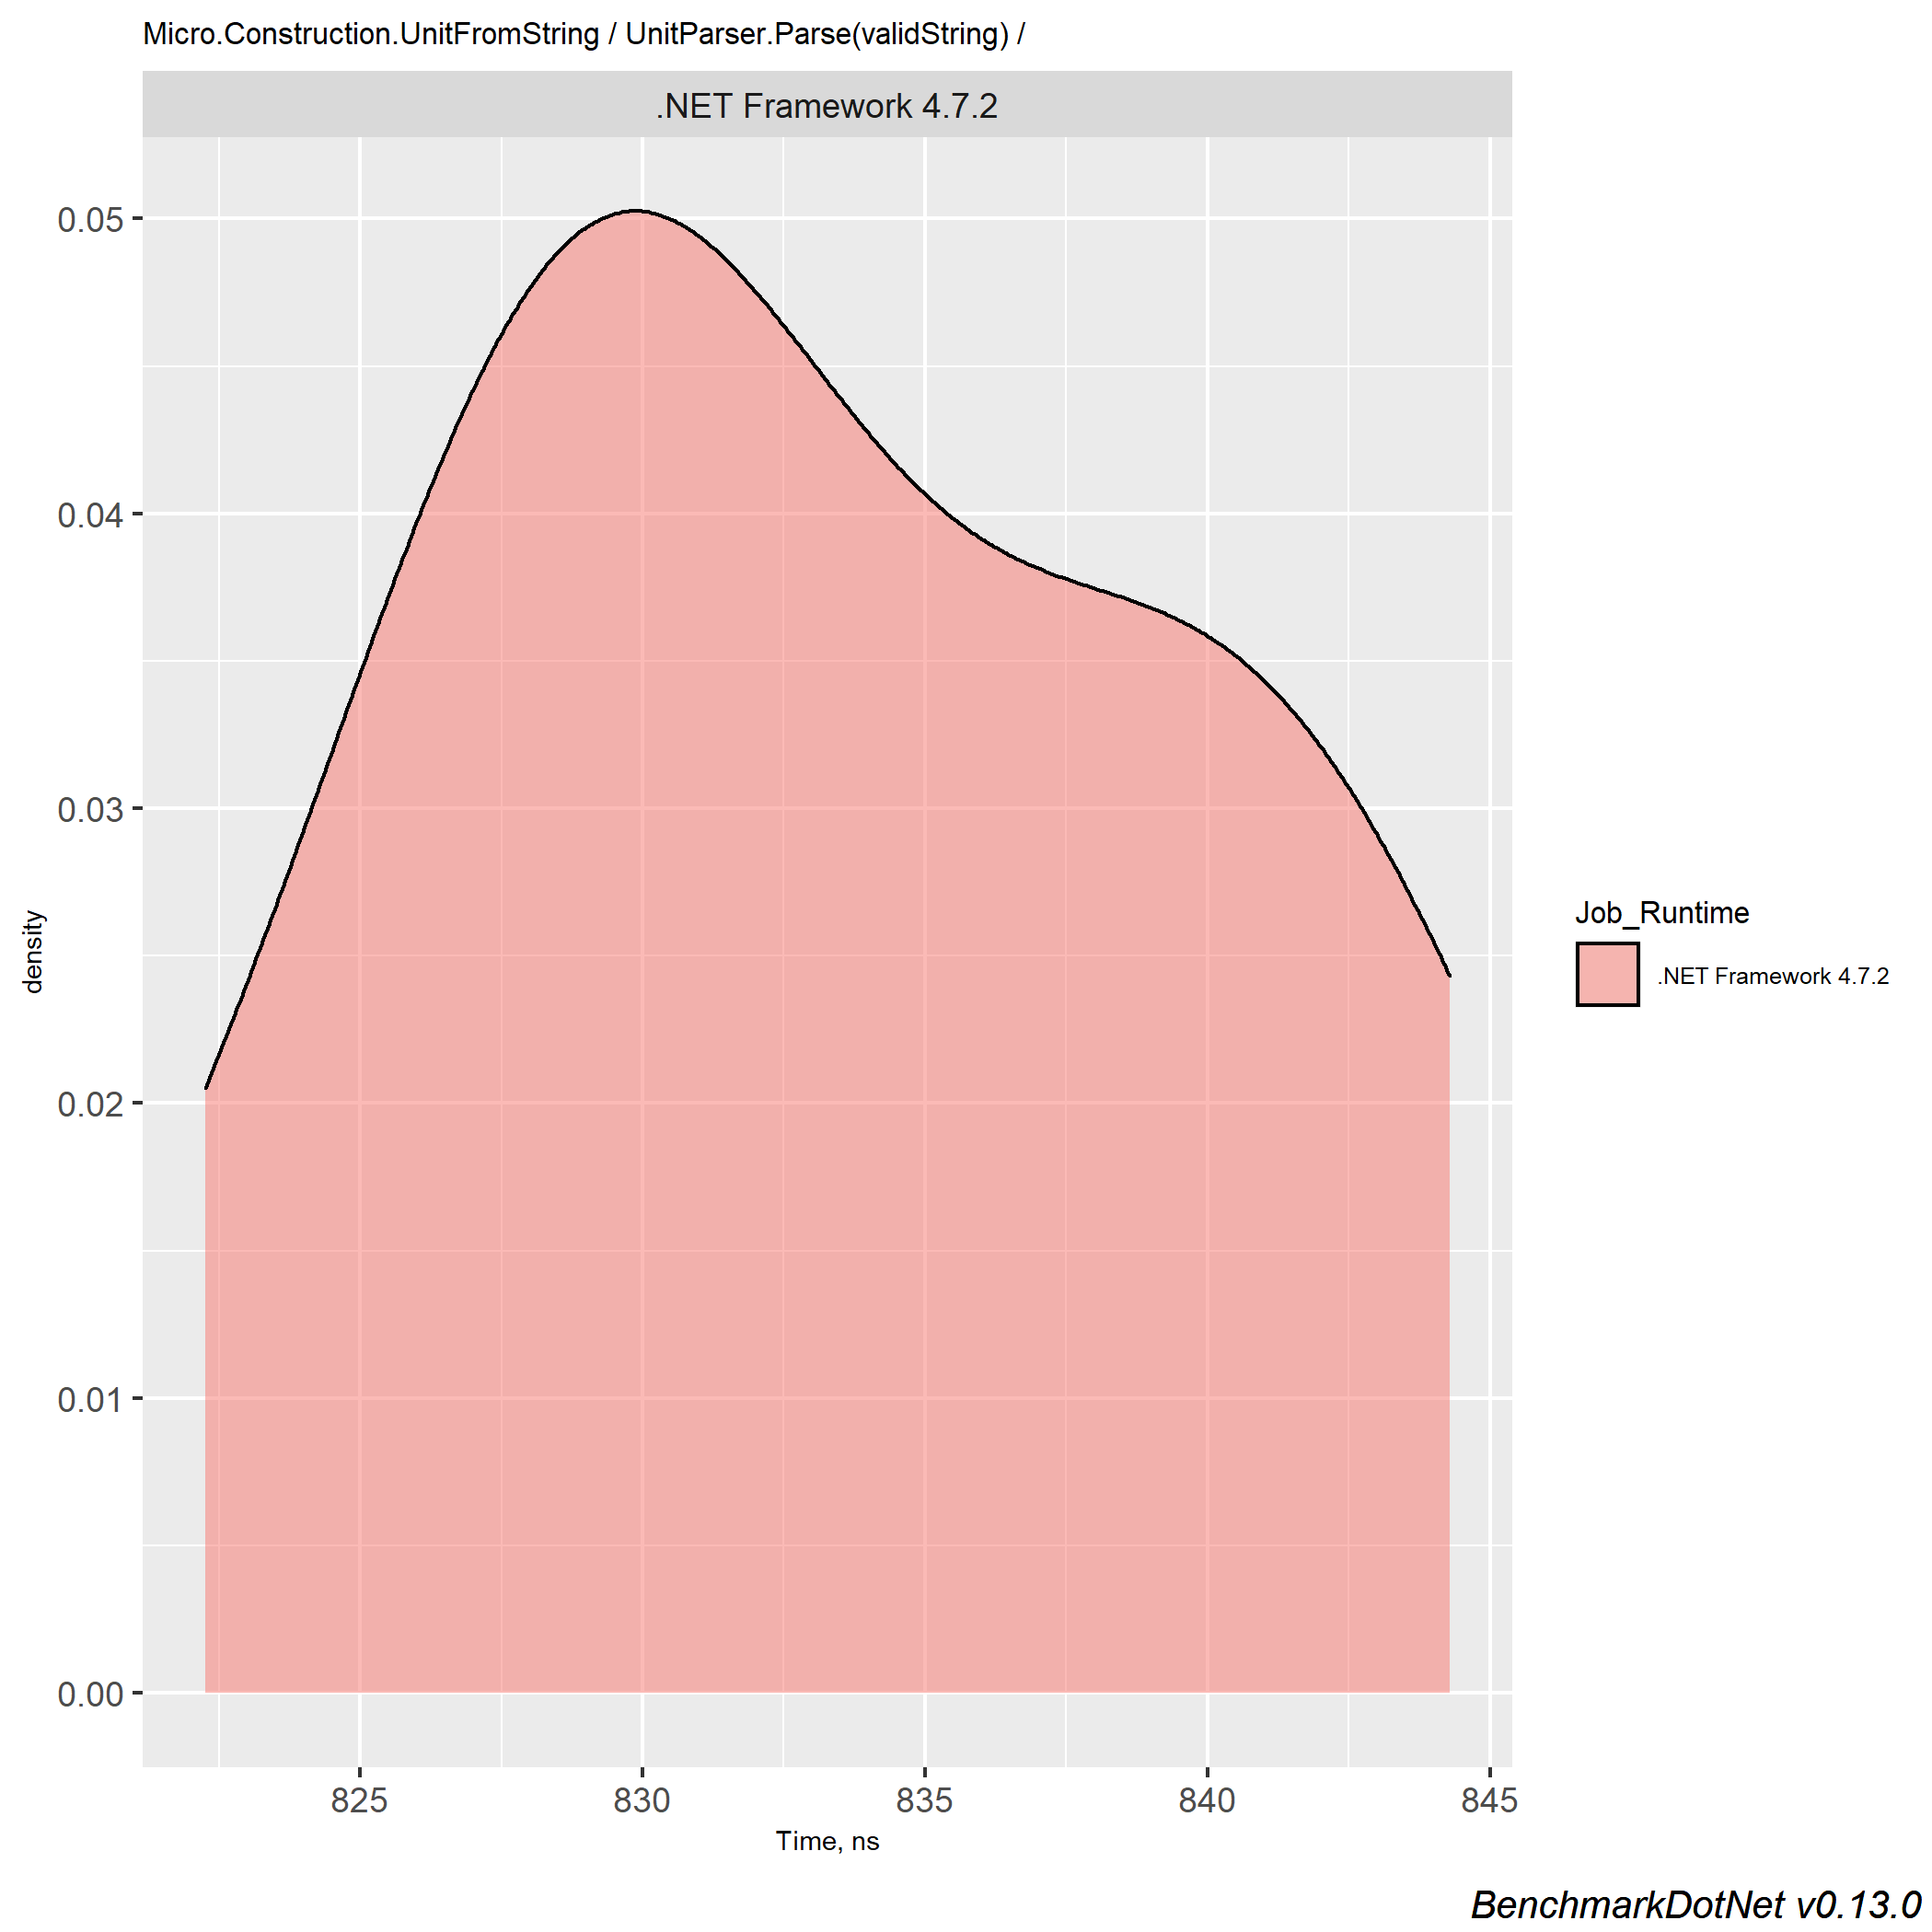 Micro.Construction.UnitFromString / UnitParser.Parse(validString) /
.NET Framework 4.7.2
0.05
0.04
0.03
0.02
0.01
0.00
density
825 830 835 840 845
Time, ns
Job_Runtime
.NET Framework 4.7.2
BenchmarkDotNet v0.13.0